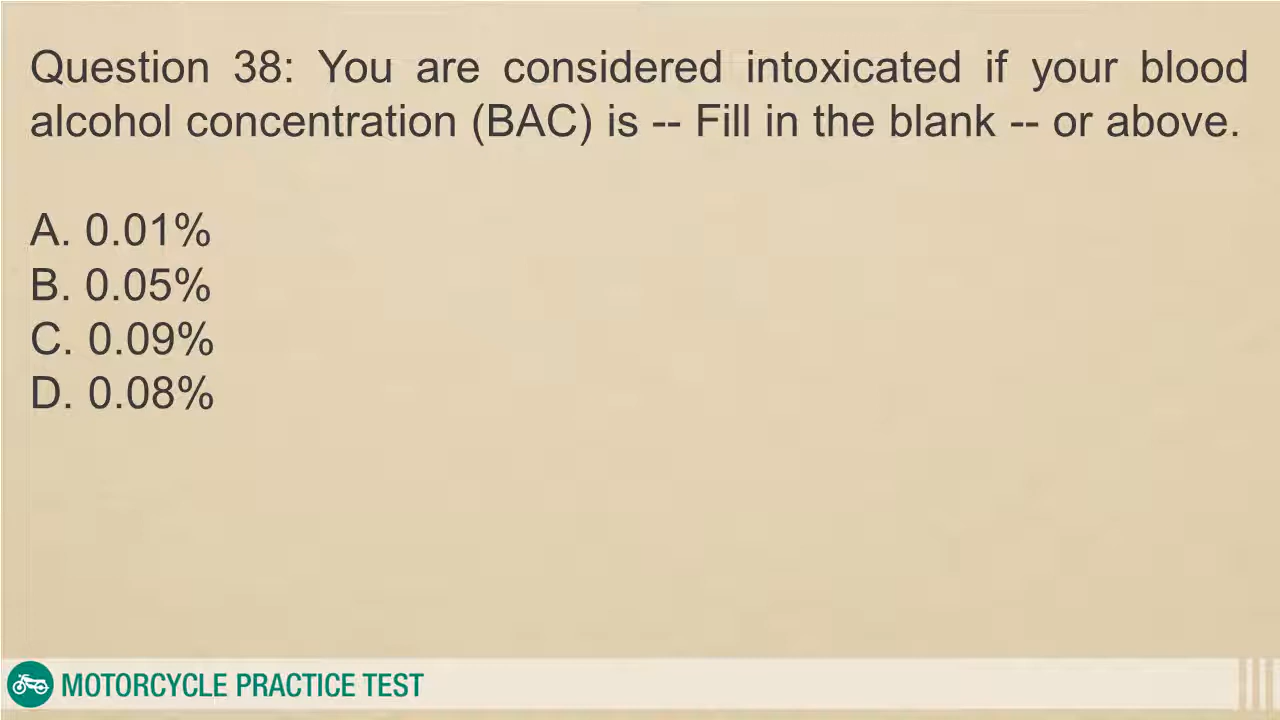 Question 38: You are considered intoxicated if your blood
alcohol concentration (BAC) is -- Fill in the blank -- or above.
A. 0.01%
B. 0.05%
C. 0.09%
D. 0.08%
MOTORCYCLE PRACTICE TEST